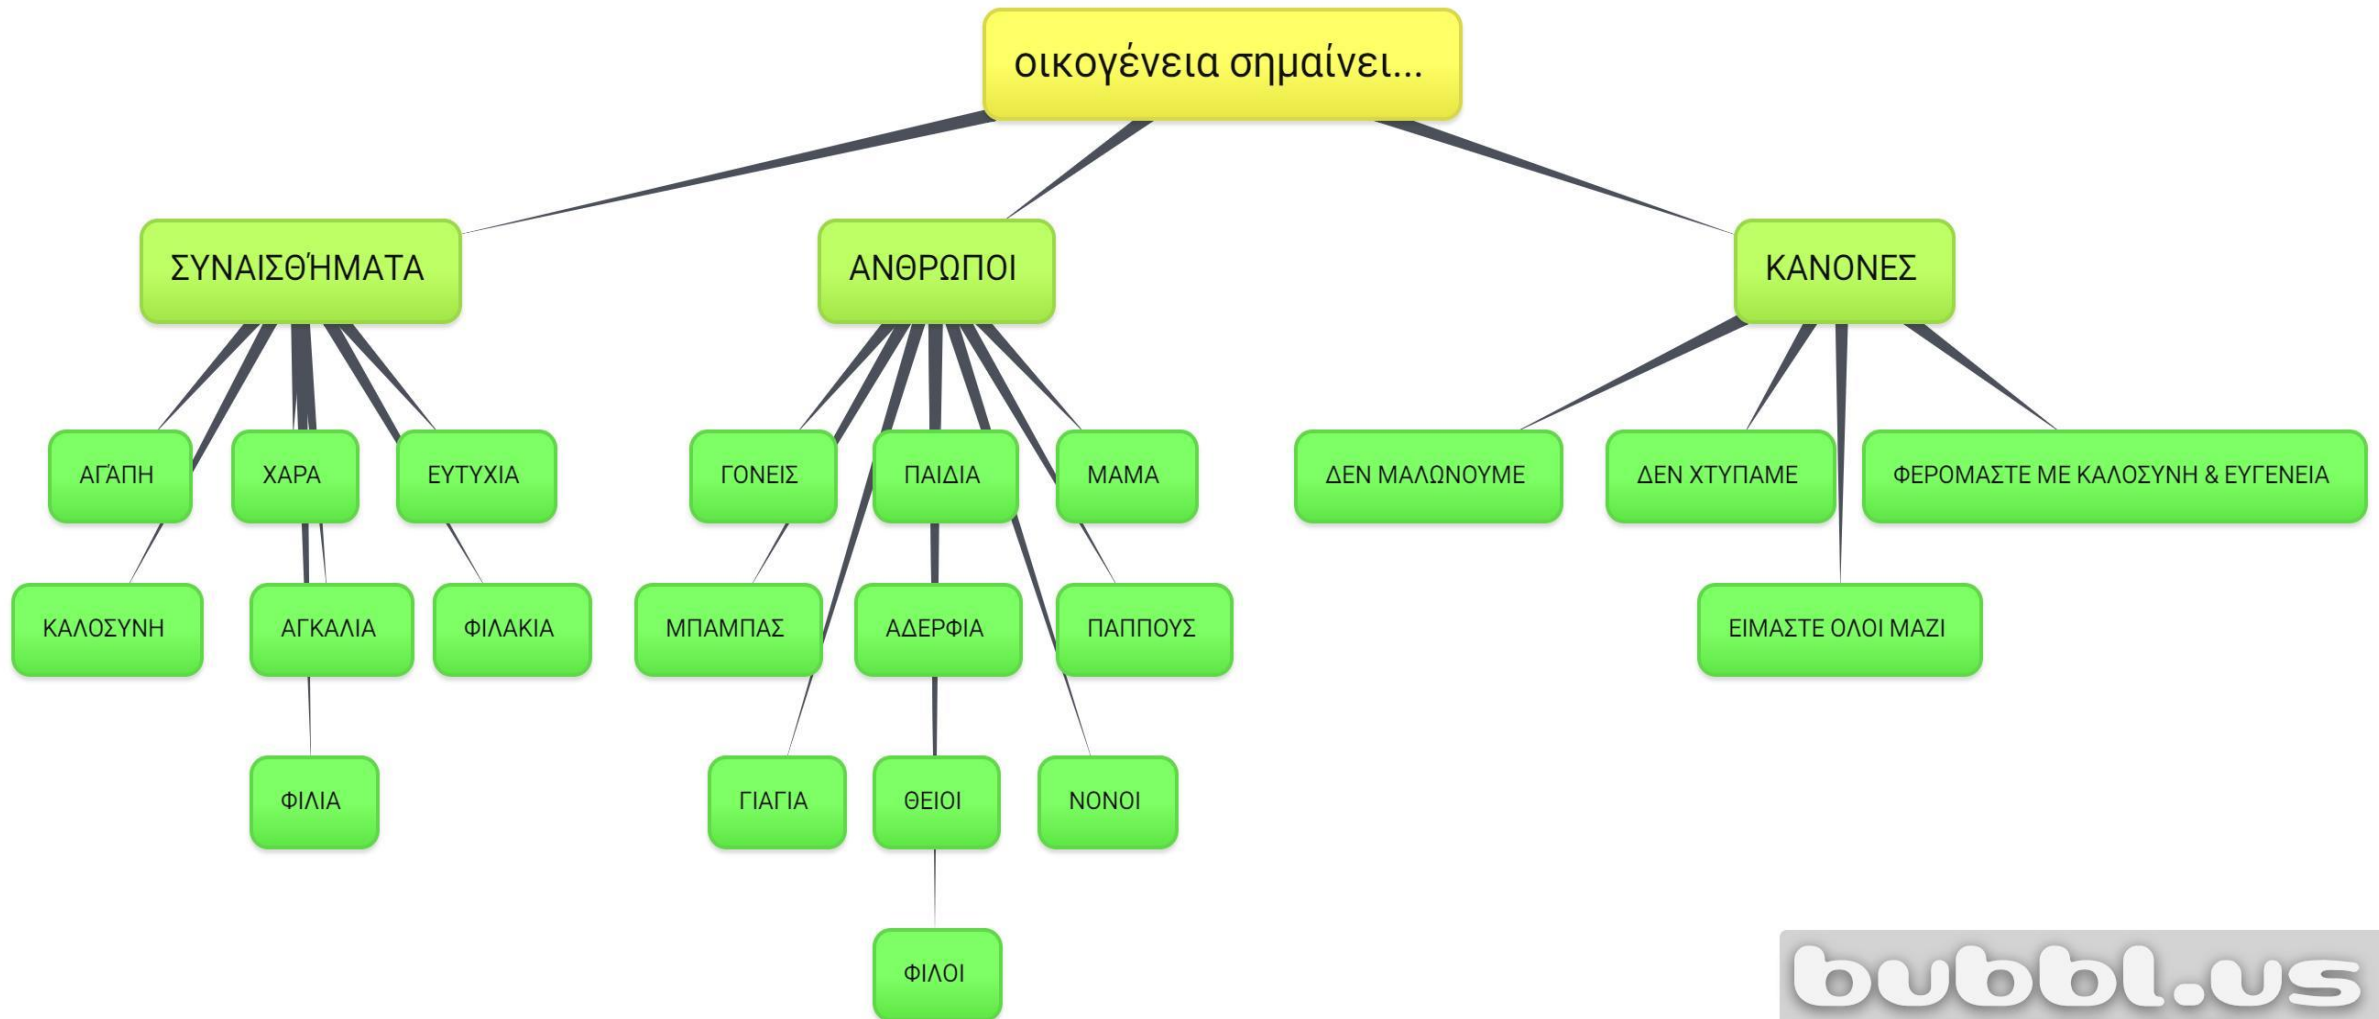 οικογένεια σημαίνει...
ΣΥΝΑΙΣΘΉΜΑΤΑ
ΑΝΘΡΩΠΟΙ
ΚΑΝΟΝΕΣ
ΑΓΆΠΗ
ΧΑΡΑ
ΕΥΤΥΧΙΑ
ΓΟΝΕΙΣ
ΠΑΙΔΙΑ
ΜΑΜΑ
ΔΕΝ ΜΑΛΩΝΟΥΜΕ
ΔΕΝ ΧΤΥΠΑΜΕ
ΦΕΡΟΜΑΣΤΕ ΜΕ ΚΑΛΟΣΥΝΗ & ΕΥΓΕΝΕΙΑ
ΚΑΛΟΣΥΝΗ
ΑΓΚΑΛΙΑ
ΦΙΛΑΚΙΑ
ΜΠΑΜΠΑΣ
ΑΔΕΡΦΙΑ
ΠΑΠΠΟΥΣ
ΕΙΜΑΣΤΕ ΟΛΟΙ ΜΑΖΙ
ΦΙΛΙΑ
ΓΙΑΓΙΑ
ΘΕΙΟΙ
ΝΟΝΟΙ
ΦΙΛΟΙ
bubbl.us